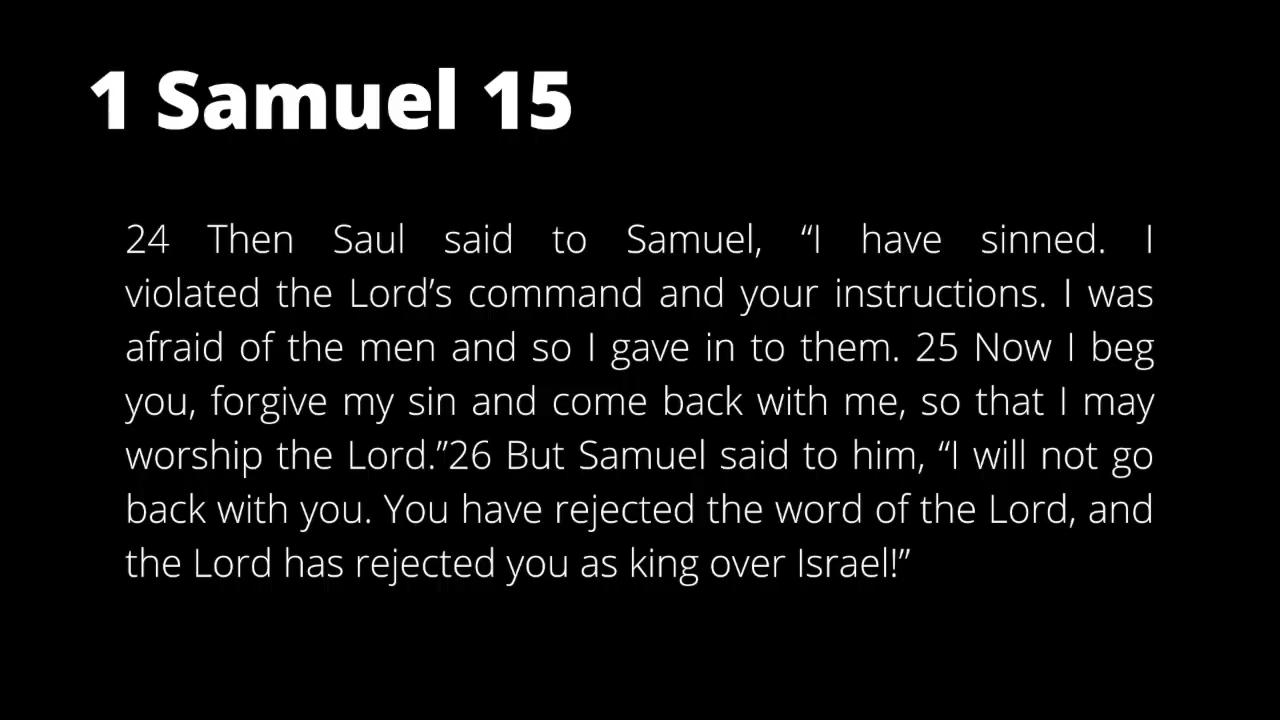 1 Samuel 15
24 Then Saul said to Samuel, “I have sinned. I
violated the Lord’s command and your instructions. I was
afraid of the men and so I gave in to them. 25 Now I beg
you, forgive my sin and come back with me, so that I may
worship the Lord.”26 But Samuel said to him, “I will not go
back with you. You have rejected the word of the Lord, and
the Lord has rejected you as king over Israel!”